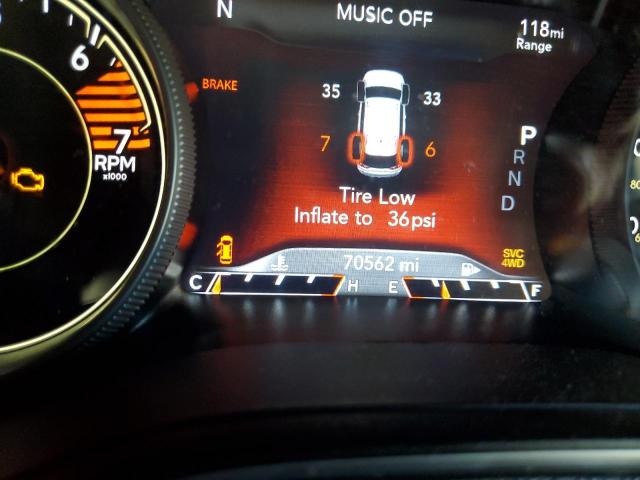 N
MUSIC OFF
118mi
Range
6
BRAKE
35
33
7
RPM
x1000
7
6
P
R
N
D
Tire Low
Inflate to 36psi
70562 mi
SVC
4WD
C
H
E
F
80